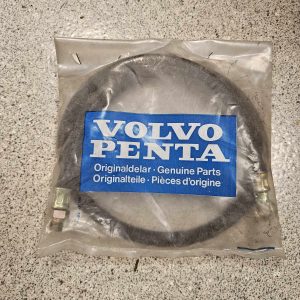 VOLVO
PENTA
Originaldelar · Genuine Parts
Originalteile · Pièces d'origine